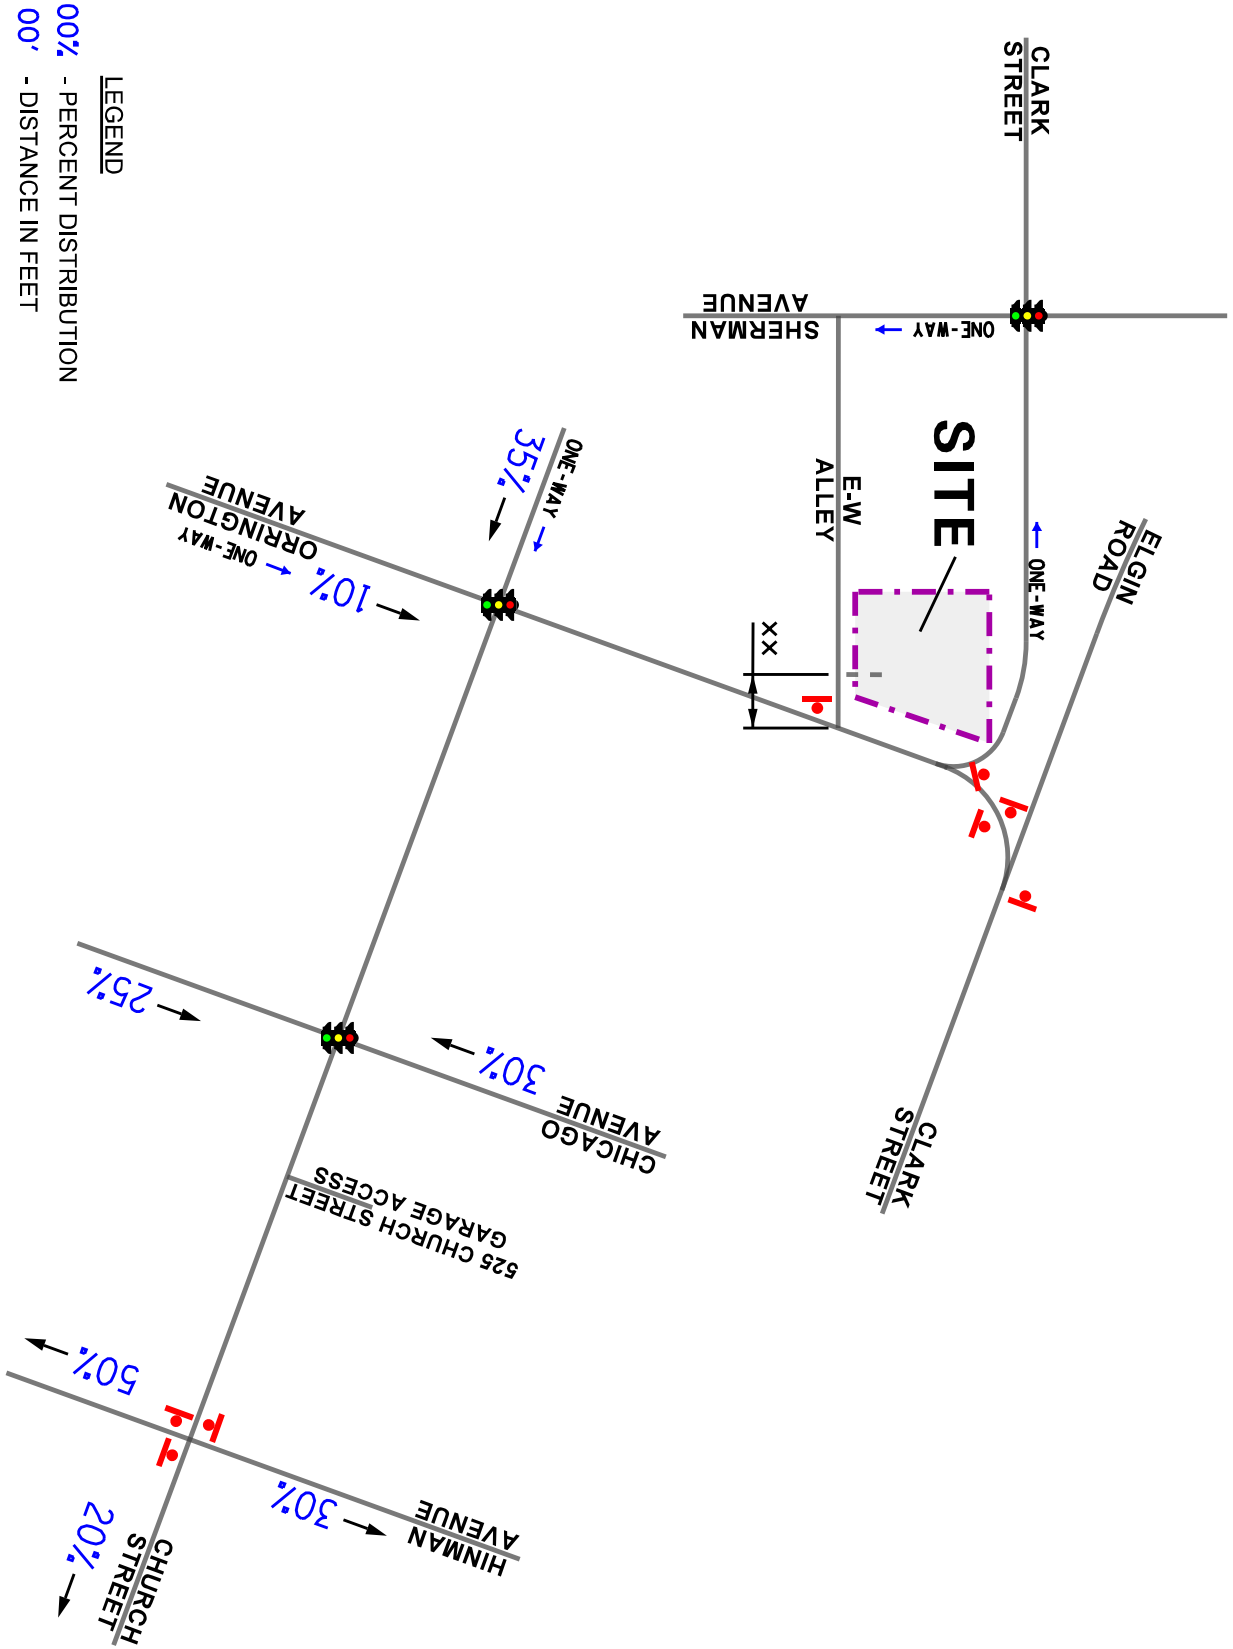 CLARK
STREET
SHERMAN
AVENUE
ONE-WAY
SITE
E-W
ALLEY
ONE-WAY
ELGIN
ROAD
XX
ONE-WAY
35%
ORRINGTON
AVENUE
ONE-WAY
10%
25%
30%
CHICAGO
AVENUE
CLARK
STREET
525 CHURCH STREET
GARAGE ACCESS
50%
30%
HINMAN
AVENUE
20%
CHURCH
STREET
LEGEND
00% - PERCENT DISTRIBUTION
00' - DISTANCE IN FEET